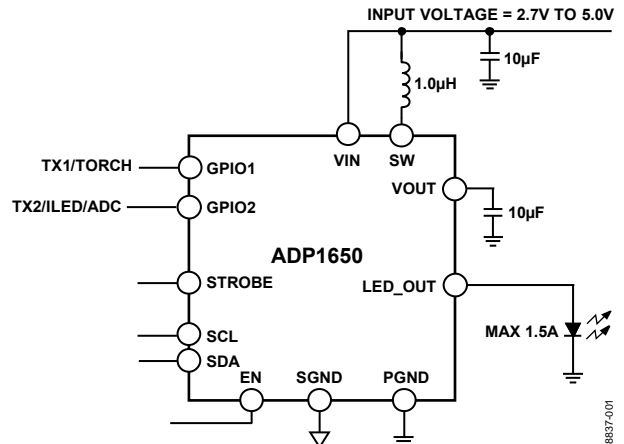 INPUT VOLTAGE = 2.7V TO 5.0V
10µF
1.0µH
VIN
SW
TX1/TORCH
GPIO1
VOUT
TX2/ILED/ADC
GPIO2
10µF
ADP1650
STROBE
LED_OUT
MAX 1.5A
SCL
SDA
EN
SGND
PGND
8837-001